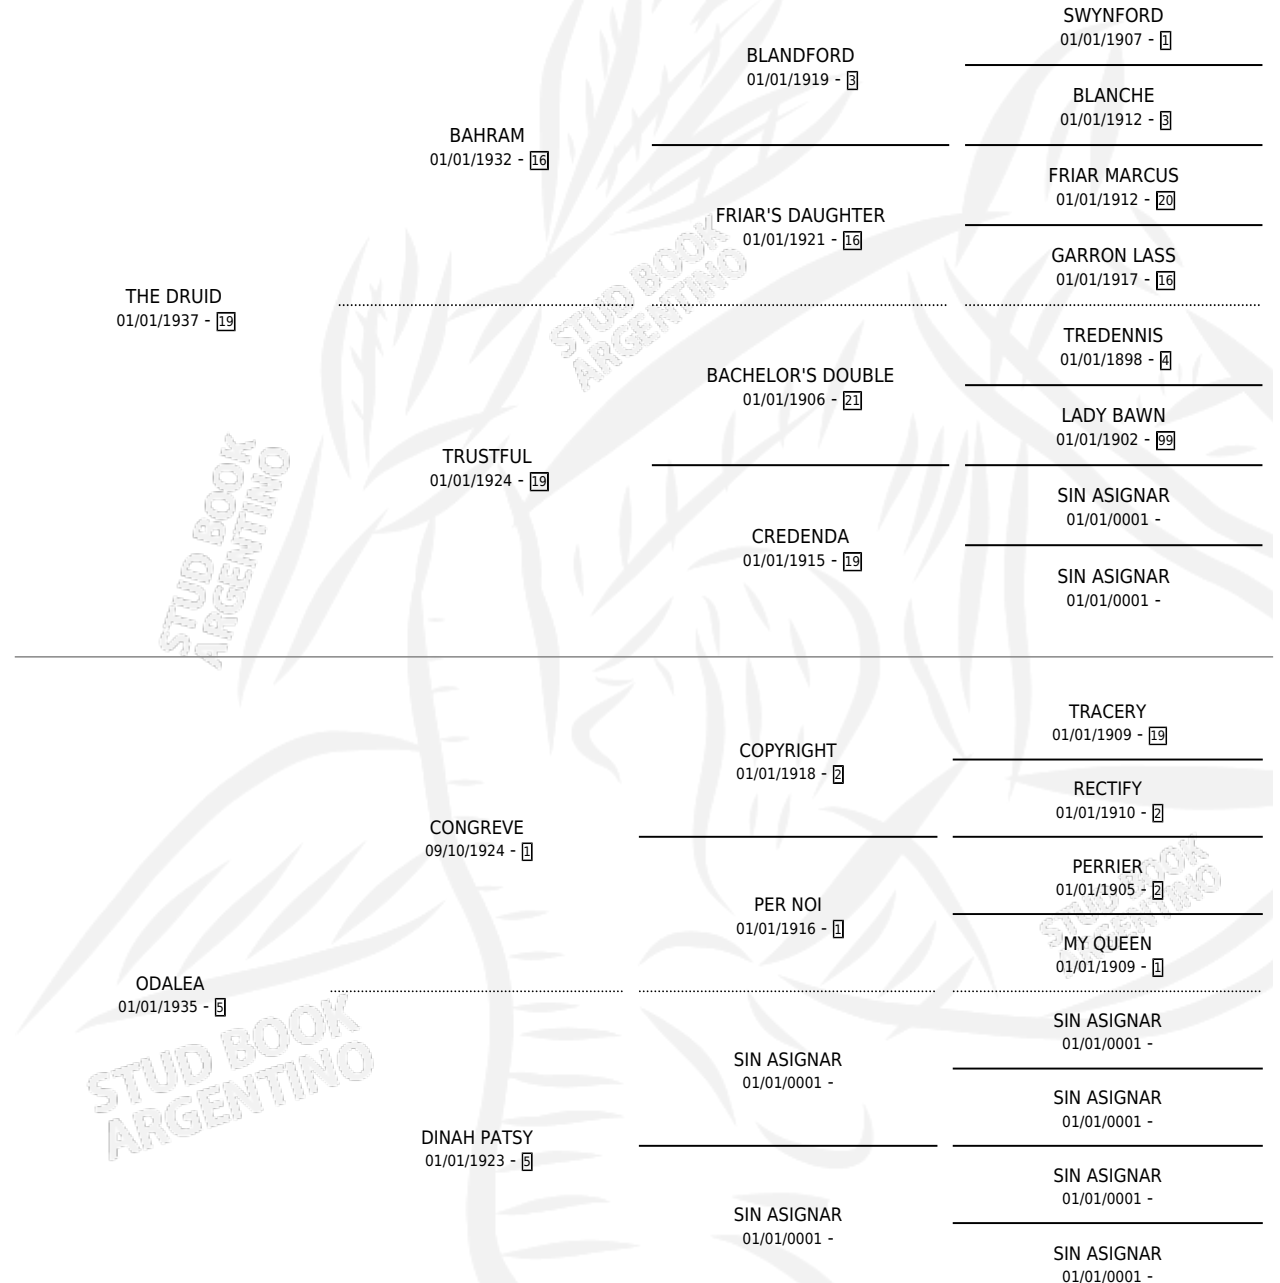 SWYNFORD
01/01/1907 - 1
BLANDFORD
01/01/1919 - 3
BLANCHE
01/01/1912 - 3
BAHRAM
01/01/1932 - 16
FRIAR MARCUS
01/01/1912 - 20
FRIAR'S DAUGHTER
01/01/1921 - 16
GARRON LASS
01/01/1917 - 16
THE DRUID
01/01/1937 - 19
TREDENNIS
01/01/1898 - 4
BACHELOR'S DOUBLE
01/01/1906 - 21
LADY BAWN
01/01/1902 - 99
TRUSTFUL
01/01/1924 - 19
SIN ASIGNAR
01/01/0001 -
CREDENDA
01/01/1915 - 19
SIN ASIGNAR
01/01/0001 -
TRACERY
01/01/1909 - 19
COPYRIGHT
01/01/1918 - 2
RECTIFY
01/01/1910 - 2
CONGREVE
09/10/1924 - 1
PERRIER
01/01/1905 - 2
PER NOI
01/01/1916 - 1
MY QUEEN
01/01/1909 - 1
ODALEA
01/01/1935 - 5
SIN ASIGNAR
01/01/0001 -
SIN ASIGNAR
01/01/0001 -
SIN ASIGNAR
01/01/0001 -
DINAH PATSY
01/01/1923 - 5
SIN ASIGNAR
01/01/0001 -
SIN ASIGNAR
01/01/0001 -
SIN ASIGNAR
01/01/0001 -
STUD BOOK
ARGENTINO
STUD BOOK
ARGENTINO
STUD BOOK
ARGENTINO
STUD BOOK
ARGENTINO